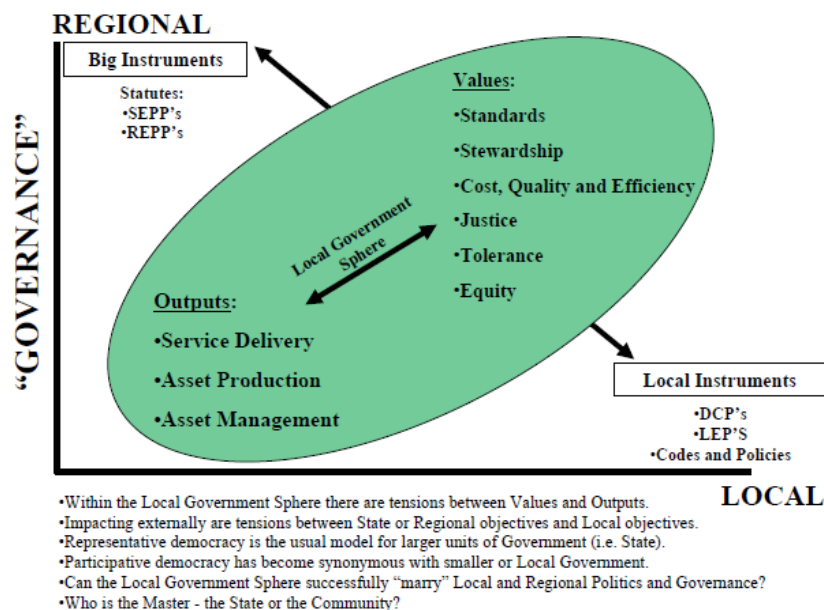 REGIONAL
Big Instruments
Statutes:
•SEPP’s
•REPP’s
“GOVERNANCE”
Values:
•Standards
•Stewardship
•Cost, Quality and Efficiency
•Justice
•Tolerance
•Equity
Local Government
Sphere
Outputs:
•Service Delivery
•Asset Production
•Asset Management
Local Instruments
•DCP’s
•LEP’S
•Codes and Policies
LOCAL
•Within the Local Government Sphere there are tensions between Values and Outputs.
•Impacting externally are tensions between State or Regional objectives and Local objectives.
•Representative democracy is the usual model for larger units of Government (i.e. State).
•Participative democracy has become synonymous with smaller or Local Government.
•Can the Local Government Sphere successfully “marry” Local and Regional Politics and Governance?
•Who is the Master - the State or the Community?